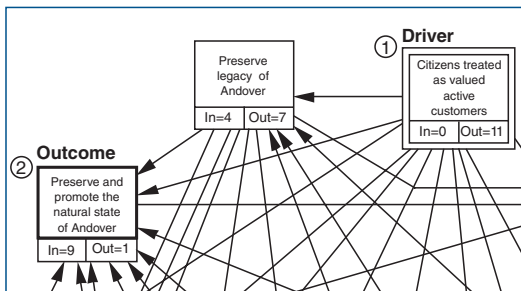 1
Driver
Citizens treated
as valued
active
customers
In=0 Out=11
Preserve
legacy of
Andover
In=4 Out=7
2
Outcome
Preserve and
promote the
natural state
of Andover
In=9 Out=1